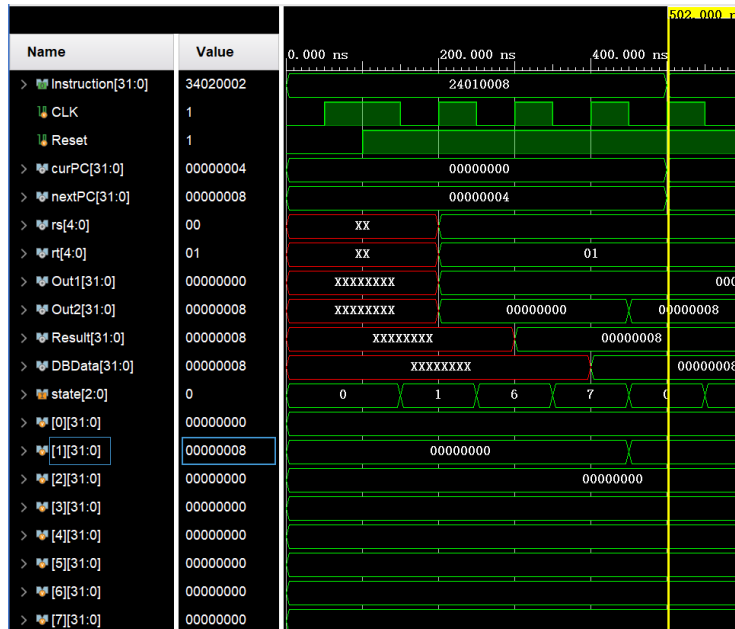 502.000 n
Name Value 0.000 ns 200.000 ns 400.000 ns
> Instruction[31:0] 34020002 24010008
CLK 1
Reset 1
> curPC[31:0] 00000004 00000000
> nextPC[31:0] 00000008 00000004
> rs[4:0] 00 XX
> rt[4:0] 01 XX 01
> Out1[31:0] 00000000 XXXXXXXX 000
> Out2[31:0] 00000008 XXXXXXXX 00000000 00000008
> Result[31:0] 00000008 XXXXXXXX 00000008
> DBData[31:0] 00000008 XXXXXXXX 00000008
> state[2:0] 0 0 1 6 7 0
> [0][31:0] 00000000
> [1][31:0] 00000008 00000000
> [2][31:0] 00000000 00000000
> [3][31:0] 00000000
> [4][31:0] 00000000
> [5][31:0] 00000000
> [6][31:0] 00000000
> [7][31:0] 00000000